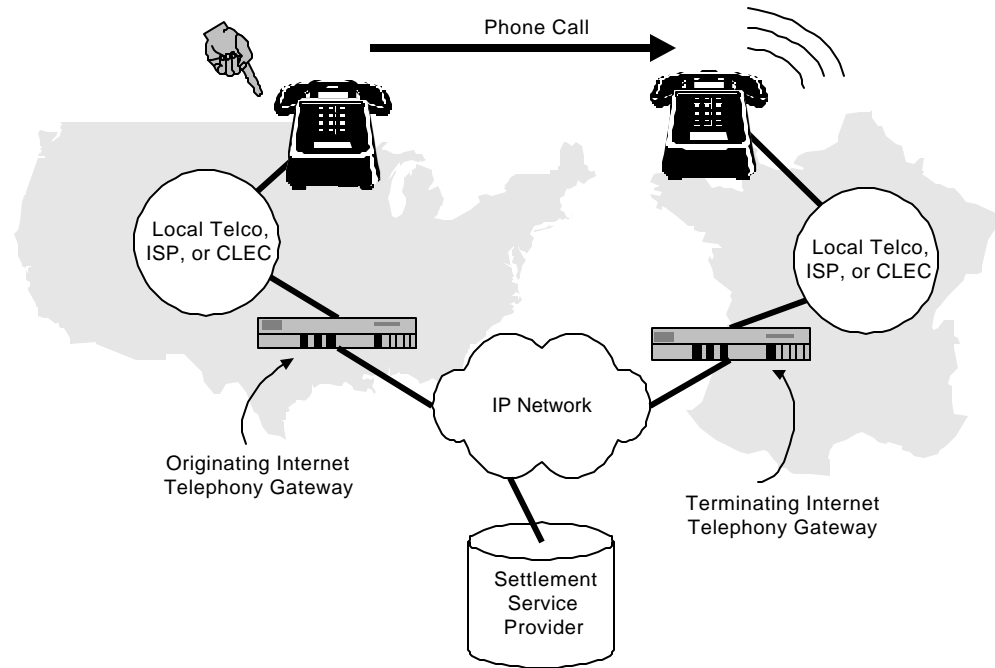 Phone Call
Local Telco,
ISP, or CLEC
Local Telco,
ISP, or CLEC
IP Network
Originating Internet
Telephony Gateway
Terminating Internet
Telephony Gateway
Settlement
Service
Provider